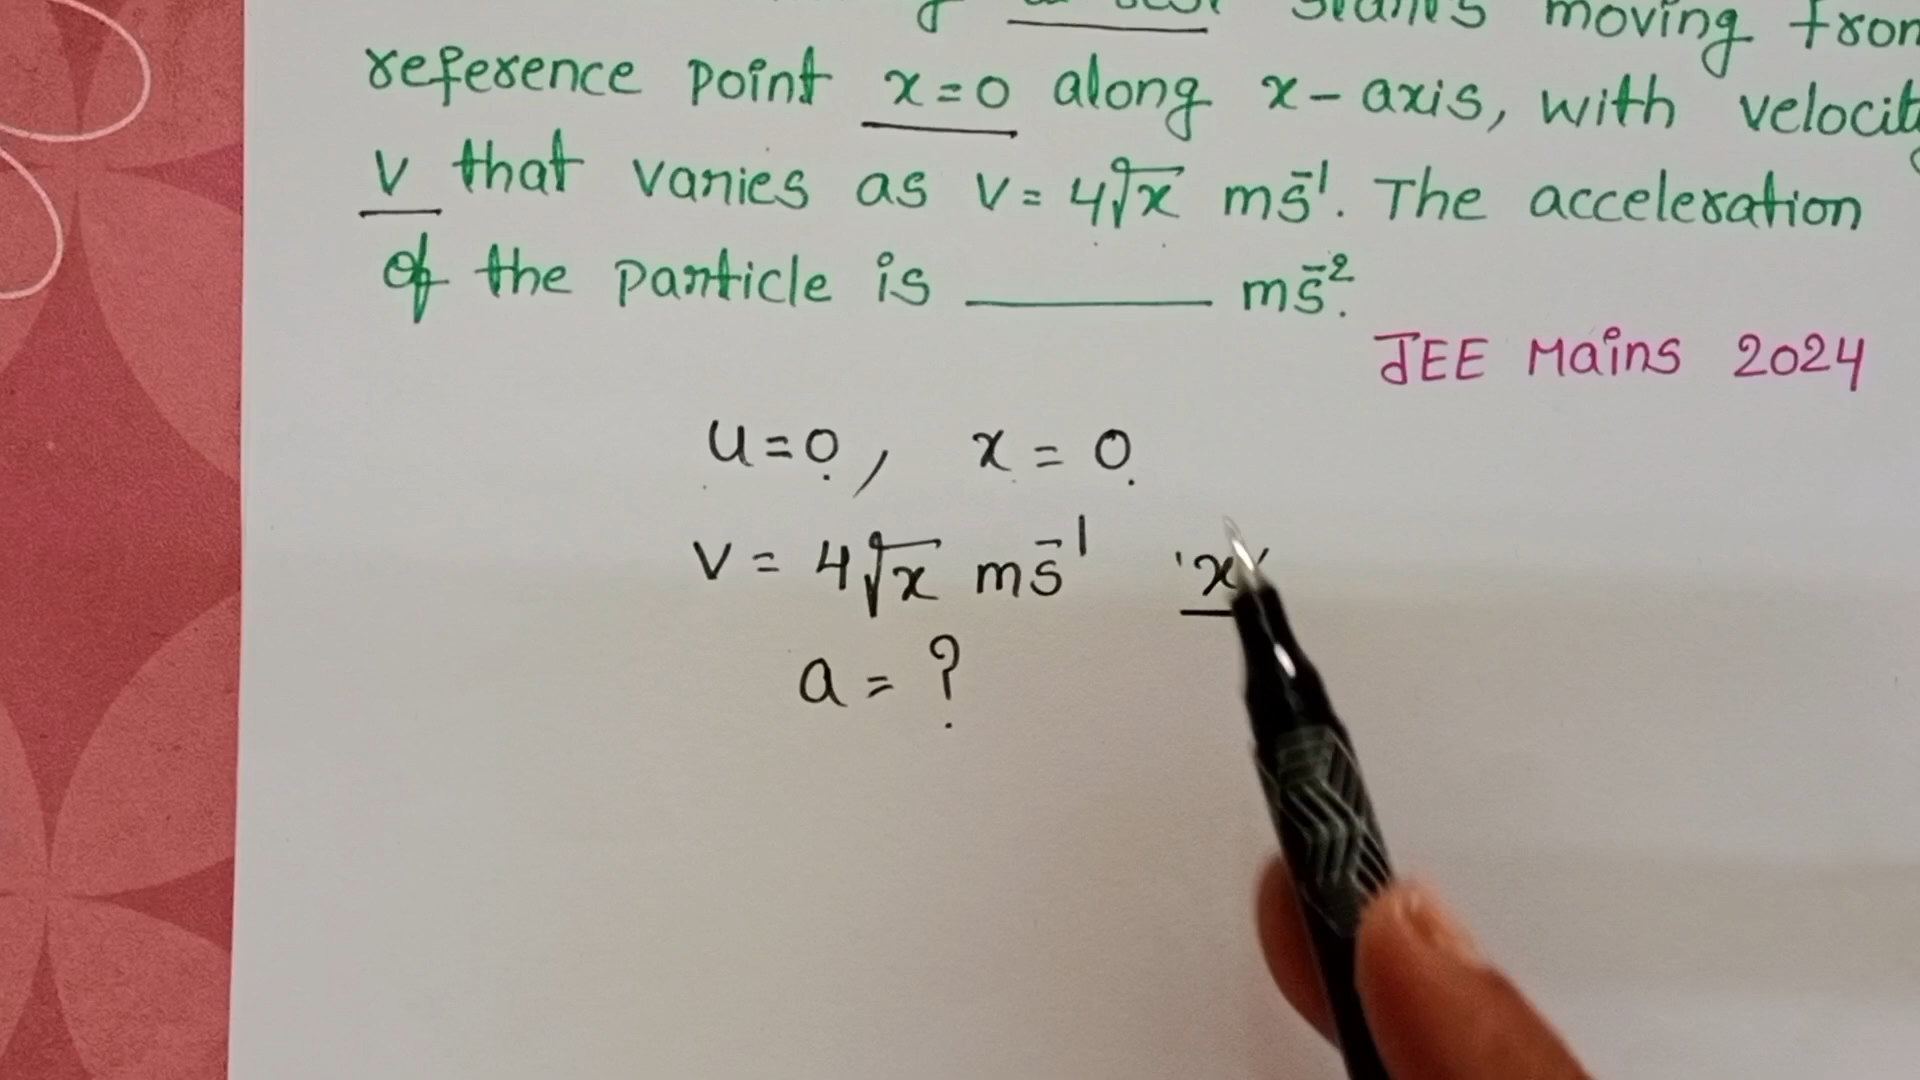 moving from
reference point x=0 along x-axis, with velocity
v that varies as v = 4√x ms⁻¹. The acceleration
of the particle is ______ ms⁻².
JEE Mains 2024
u=0, x = 0
v = 4√x ms⁻¹ 'x'
a = ?